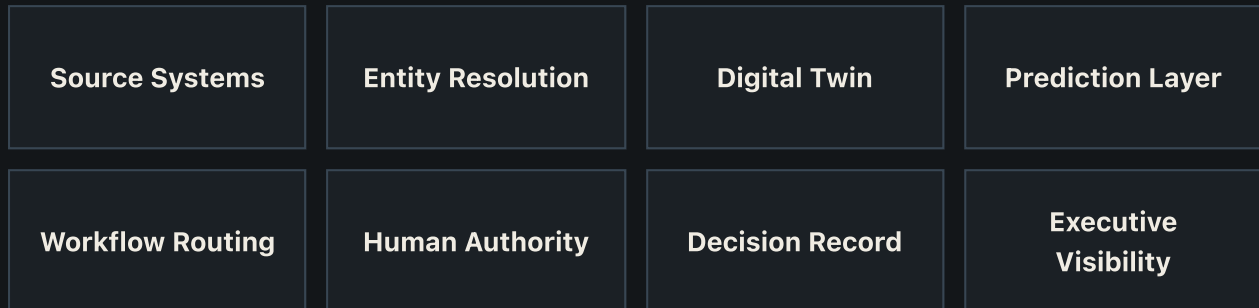 Source Systems
Entity Resolution
Digital Twin
Prediction Layer
Workflow Routing
Human Authority
Decision Record
Executive
Visibility